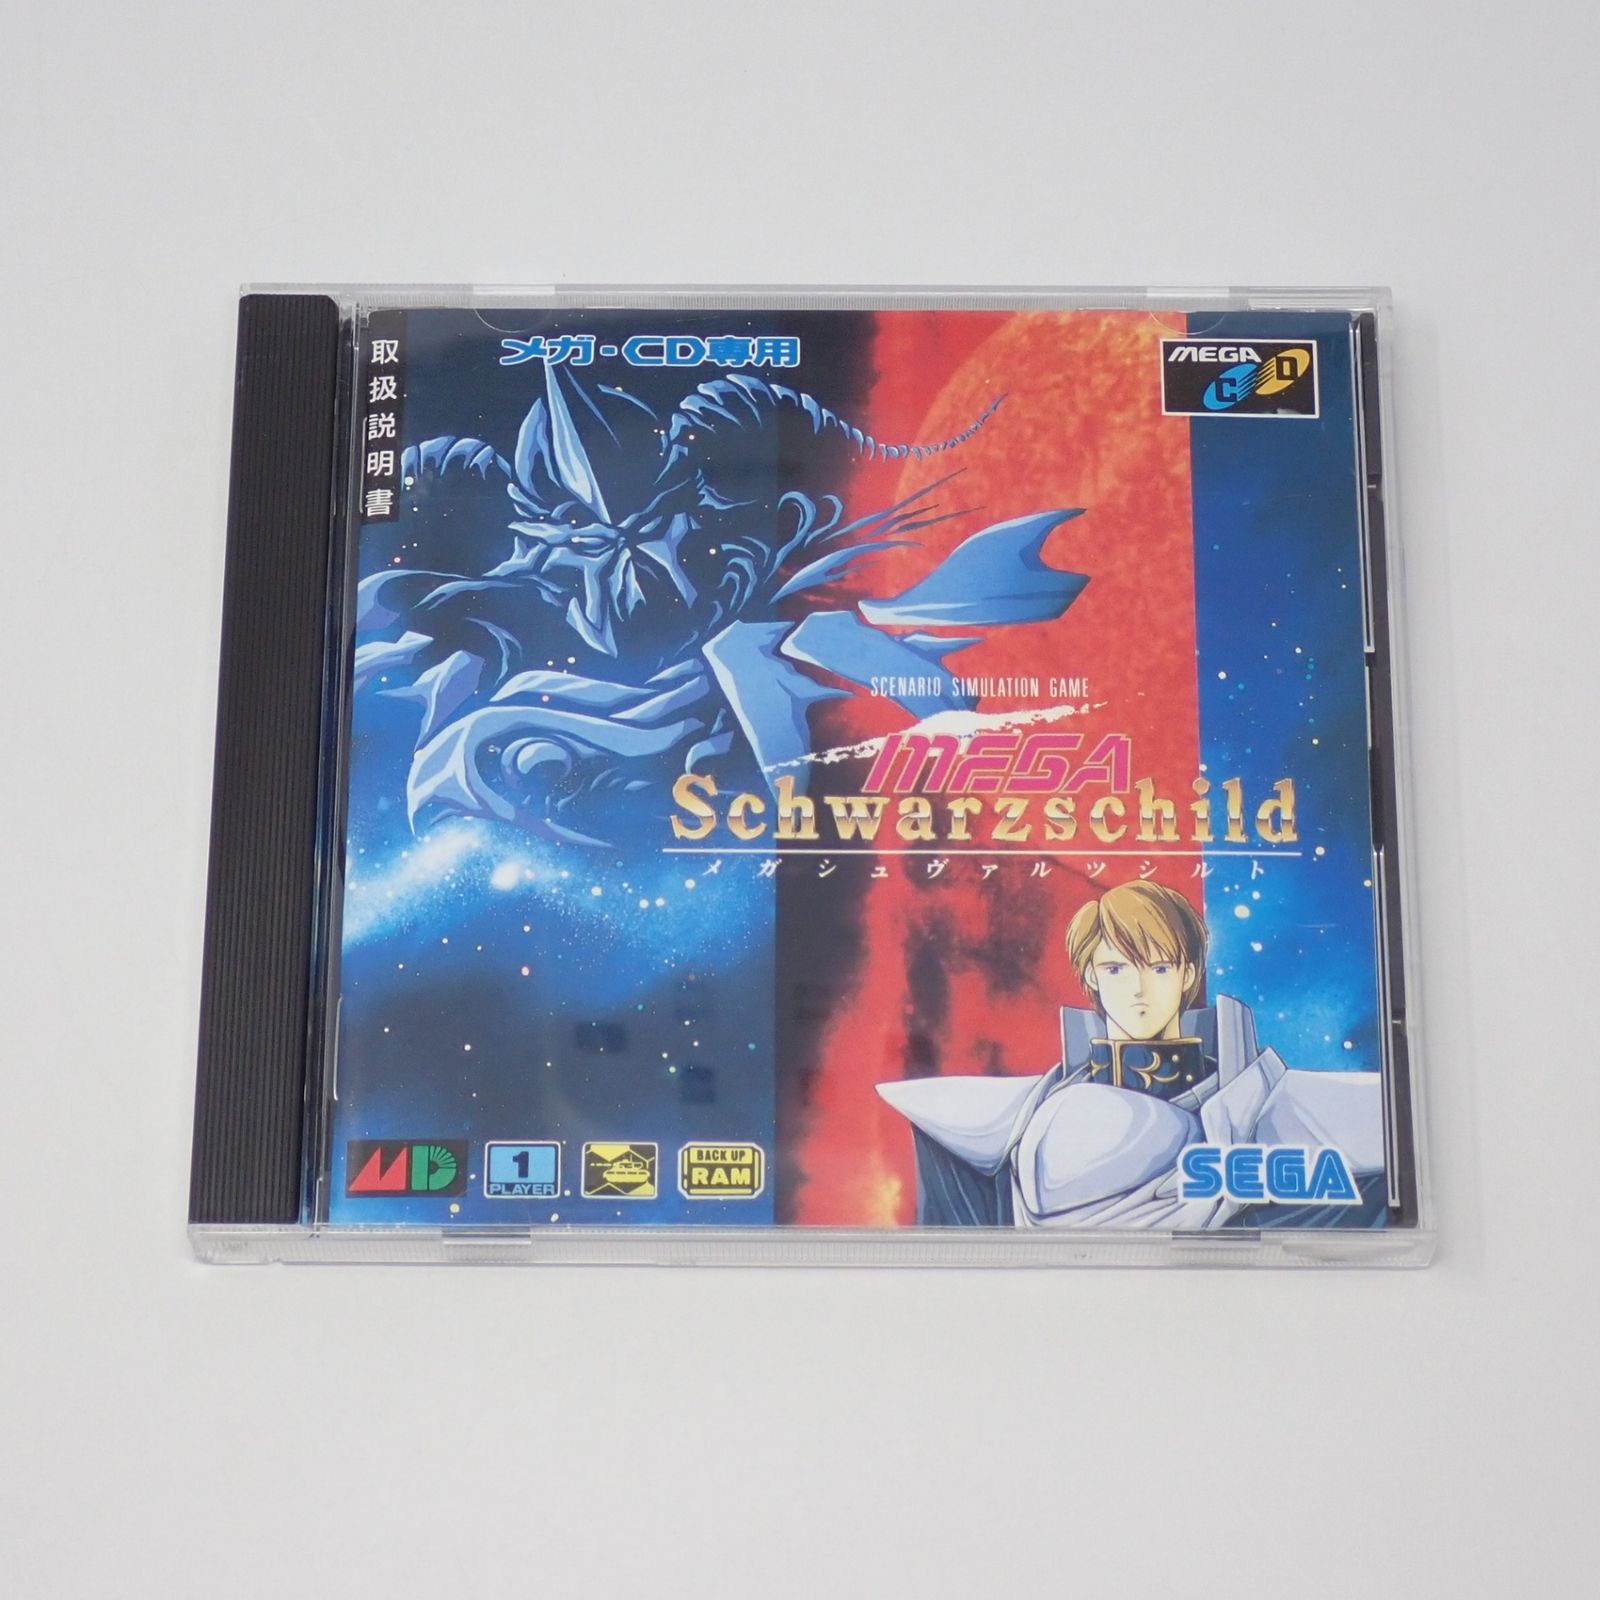 取扱説明書
メガ-CD専用
MEGA
CD
SCENARIO SIMULATION GAME
MEGA
Schwarzschild
メガシュヴァルツシルト
R
MD
1
PLAYER
BACK UP
RAM
SEGA